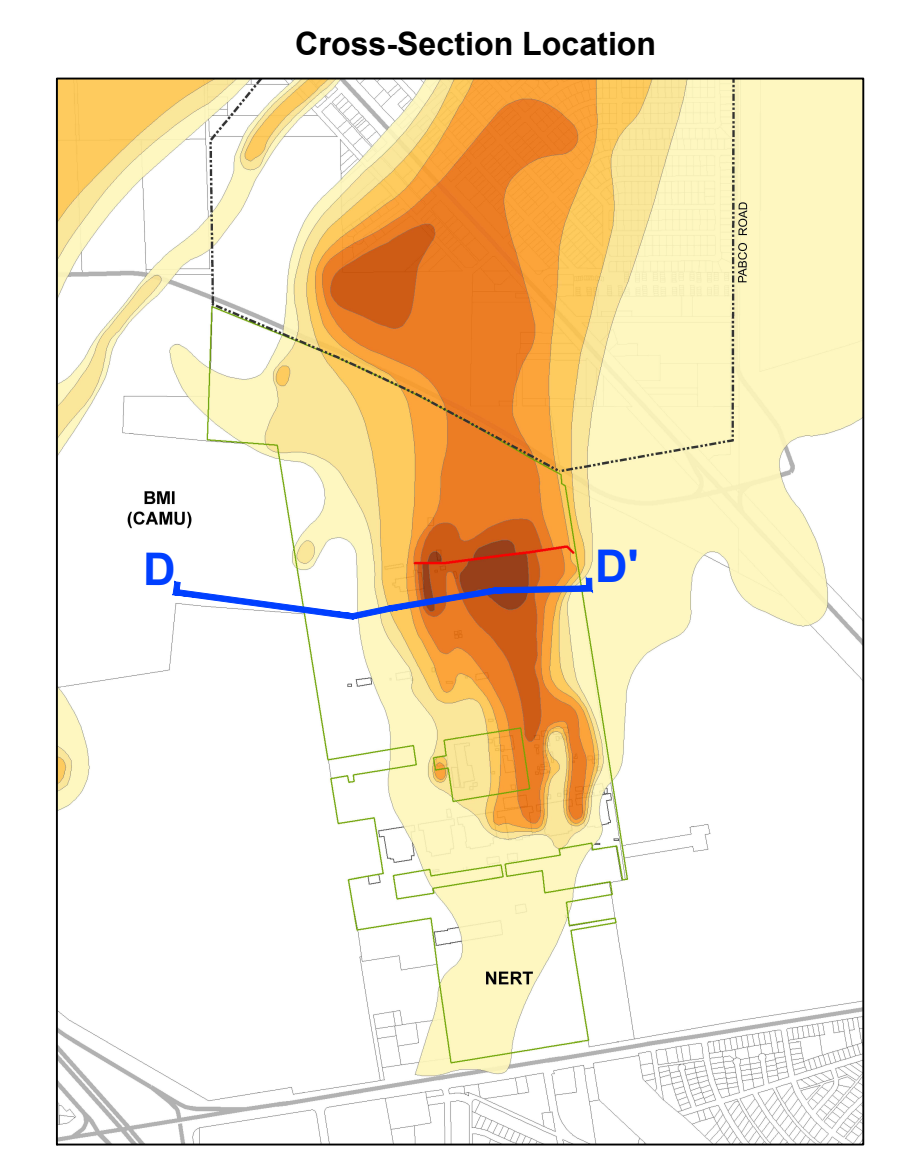 Cross-Section Location
PABCO ROAD
BMI
(CAMU)
D
D'
NERT